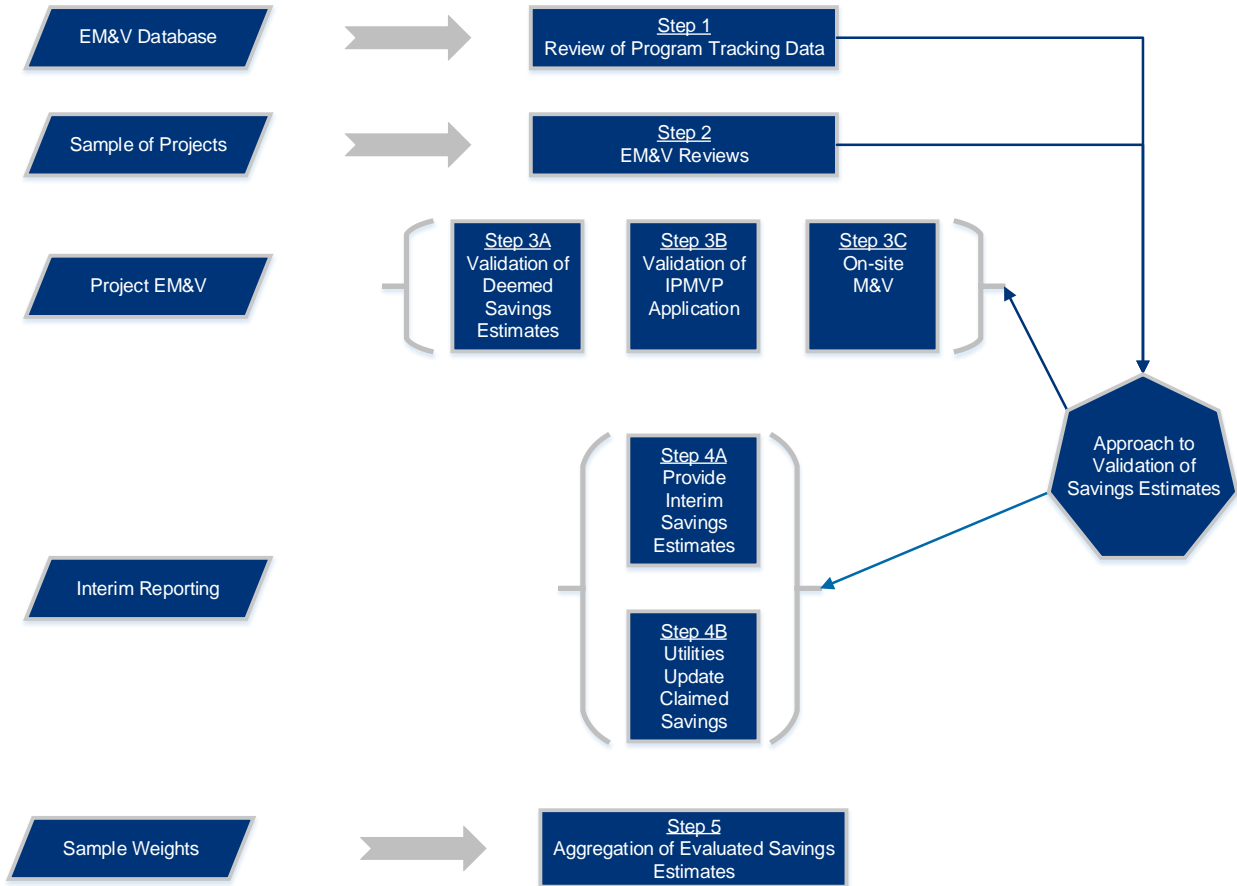 EM&V Database
Step 1
Review of Program Tracking Data
Sample of Projects
Step 2
EM&V Reviews
Project EM&V
Step 3A
Validation of
Deemed
Savings
Estimates
Step 3B
Validation of
IPMVP
Application
Step 3C
On-site
M&V
Approach to
Validation of
Savings Estimates
Interim Reporting
Step 4A
Provide
Interim
Savings
Estimates
Step 4B
Utilities
Update
Claimed
Savings
Sample Weights
Step 5
Aggregation of Evaluated Savings
Estimates